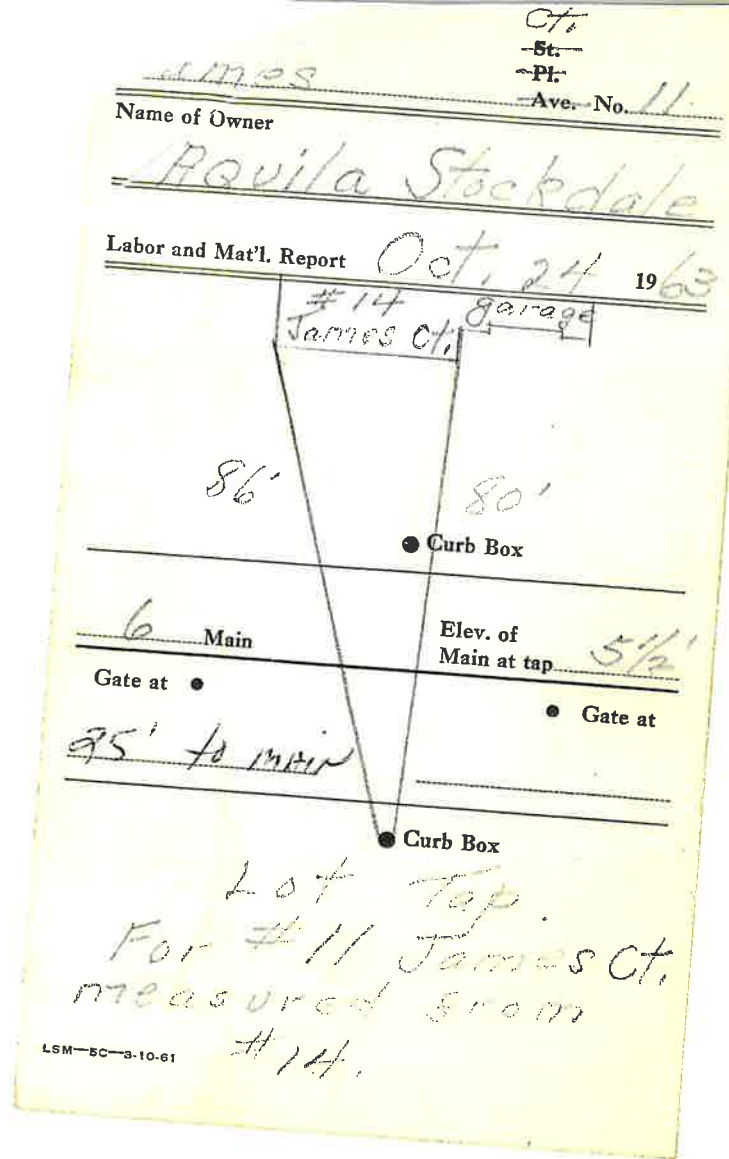 Ct.
St.
Pl.
James Ave. No. 11
Name of Owner
Aquila Stockdale
Labor and Mat'l. Report Oct. 24 1963
#14 garage
James Ct.
86' 80'
Curb Box
6 Main Elev. of
Main at tap 5½'
Gate at Gate at
25' to main
Curb Box
Lot Tap.
For #11 James Ct.
measured from
#14.
LSM—5C—3-10-61